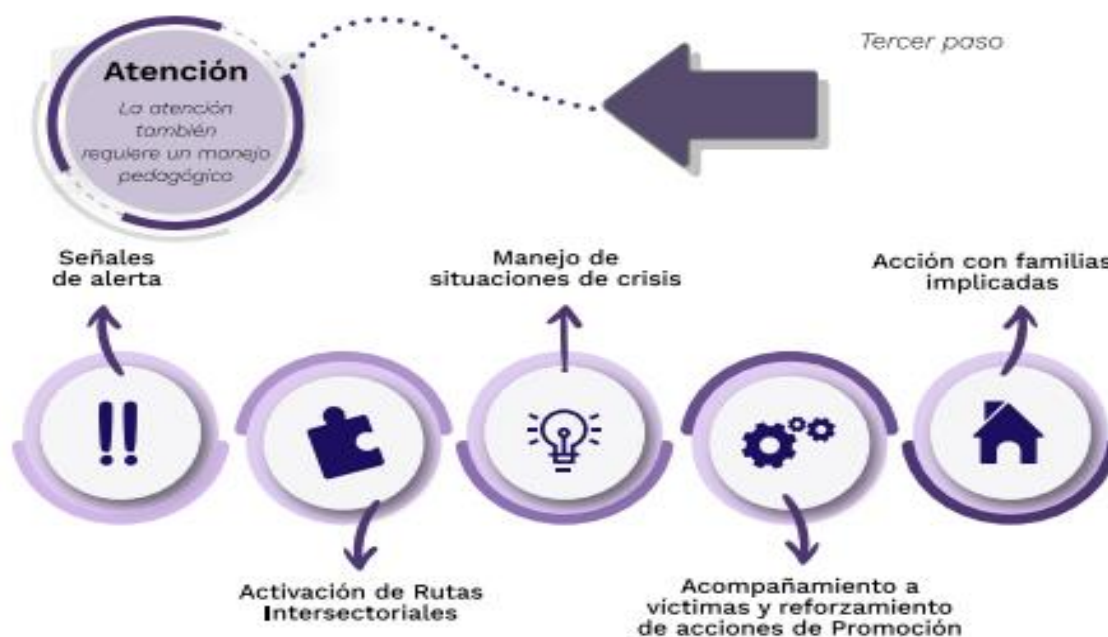 Tercer paso
Atención
La atención
también
requiere un manejo
pedagógico
Señales
de alerta
Manejo de
situaciones de crisis
Acción con familias
implicadas
!!
Activación de Rutas
Intersectoriales
Acompañamiento a
víctimas y reforzamiento
de acciones de Promoción